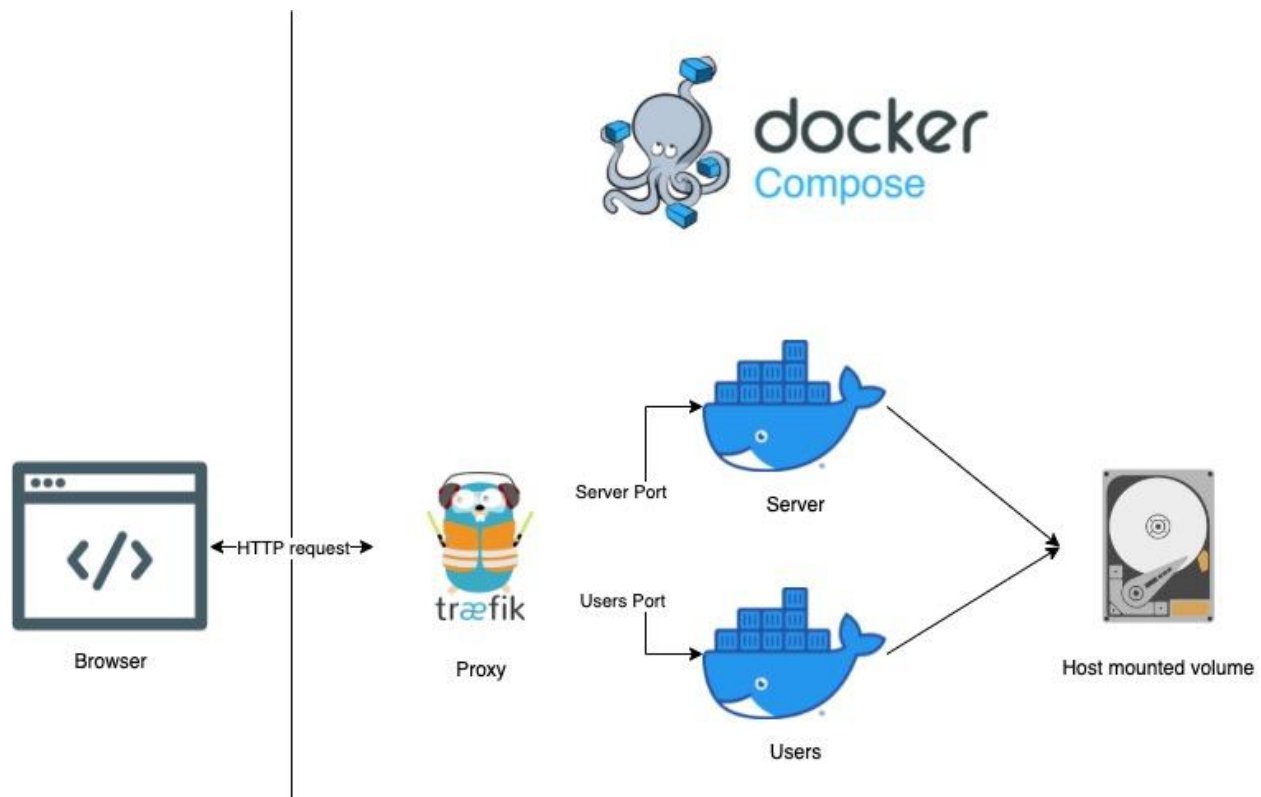 docker
Compose
Server Port
Server
HTTP request
træfik
Users Port
Browser
Proxy
Host mounted volume
Users